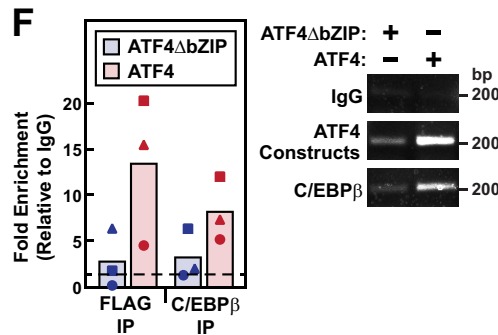 F
ATF4ΔbZIP
ATF4
Fold Enrichment
(Relative to IgG)
20
15
10
5
0
FLAG
IP
C/EBPβ
IP
ATF4ΔbZIP: + −
ATF4: − +
bp
IgG
200
ATF4
Constructs
200
C/EBPβ
200